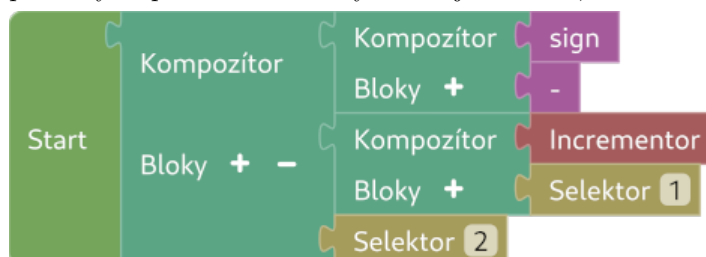 Kompozítor sign
Kompozítor
Bloky + -
Start
Kompozítor Incrementor
Bloky + −
Bloky + Selektor 1
Selektor 2